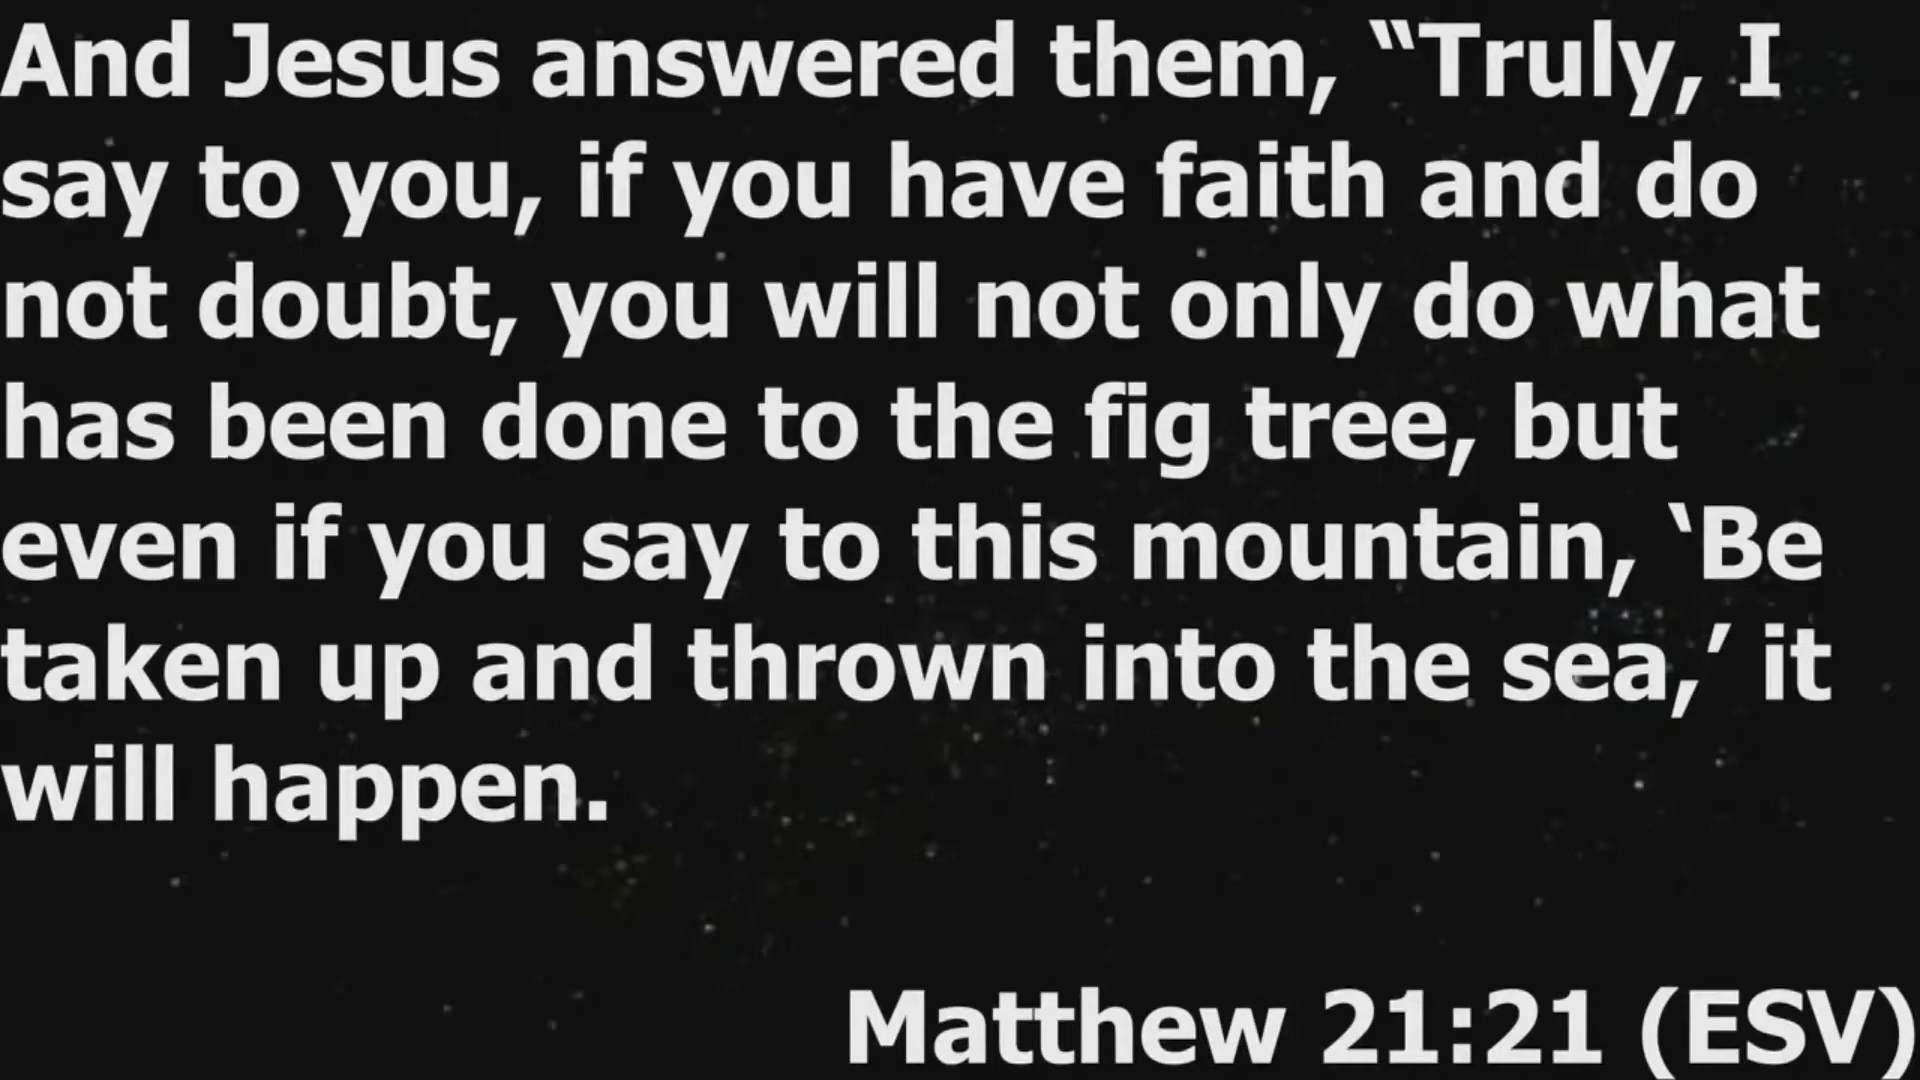 And Jesus answered them, “Truly, I
say to you, if you have faith and do
not doubt, you will not only do what
has been done to the fig tree, but
even if you say to this mountain, ‘Be
taken up and thrown into the sea,’ it
will happen.
Matthew 21:21 (ESV)